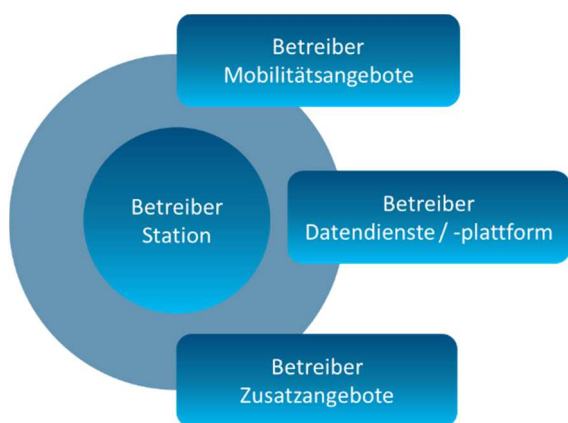 Betreiber
Mobilitätsangebote
Betreiber
Station
Betreiber
Datendienste / -plattform
Betreiber
Zusatzangebote